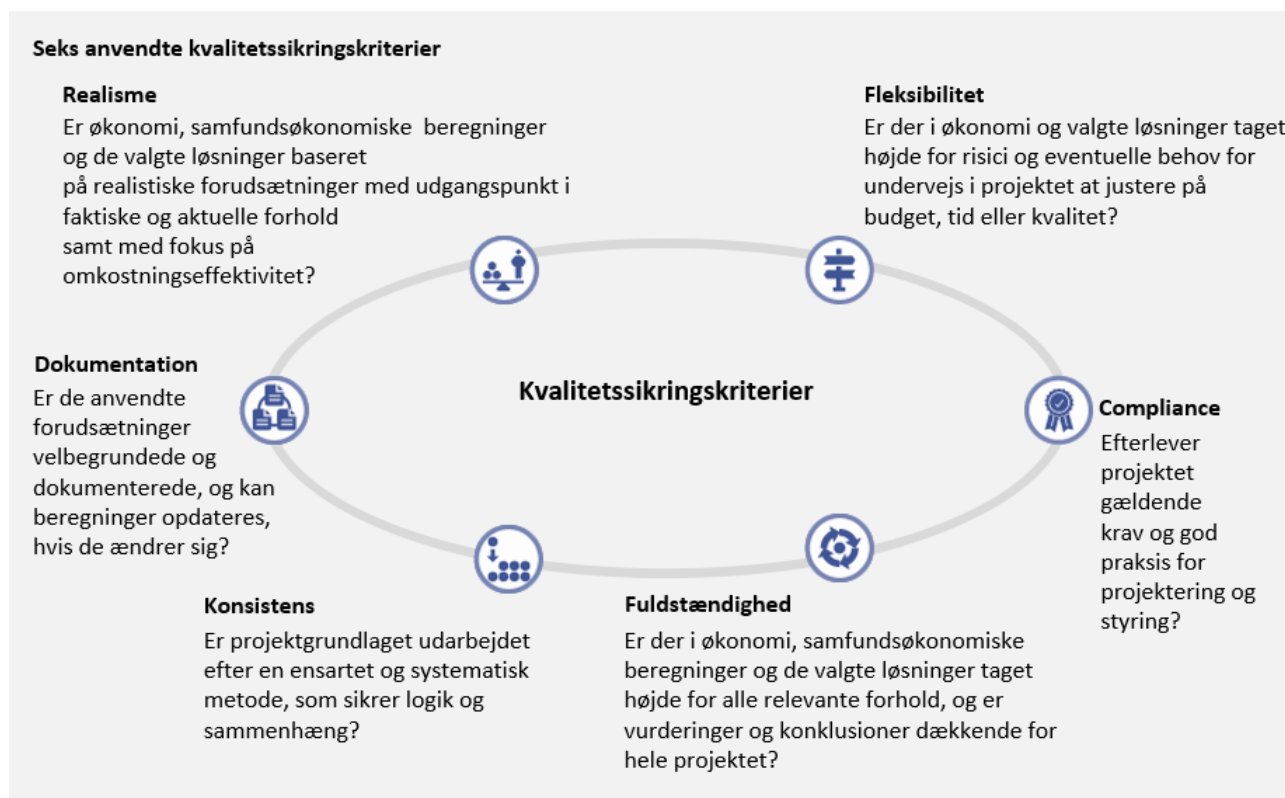 Seks anvendte kvalitetssikringskriterier
Realisme
Er økonomi, samfundsøkonomiske beregninger
og de valgte løsninger baseret
på realistiske forudsætninger med udgangspunkt i
faktiske og aktuelle forhold
samt med fokus på
omkostningseffektivitet?
Fleksibilitet
Er der i økonomi og valgte løsninger taget
højde for risici og eventuelle behov for
undervejs i projektet at justere på
budget, tid eller kvalitet?
Dokumentation
Er de anvendte
forudsætninger
velbegrundede og
dokumenterede, og kan
beregninger opdateres,
hvis de ændrer sig?
Kvalitetssikringskriterier
Compliance
Efterlever
projektet
gældende
krav og god
praksis for
projektering og
styring?
Konsistens
Er projektgrundlaget udarbejdet
efter en ensartet og systematisk
metode, som sikrer logik og
sammenhæng?
Fuldstændighed
Er der i økonomi, samfundsøkonomiske
beregninger og de valgte løsninger taget
højde for alle relevante forhold, og er
vurderinger og konklusioner dækkende for
hele projektet?